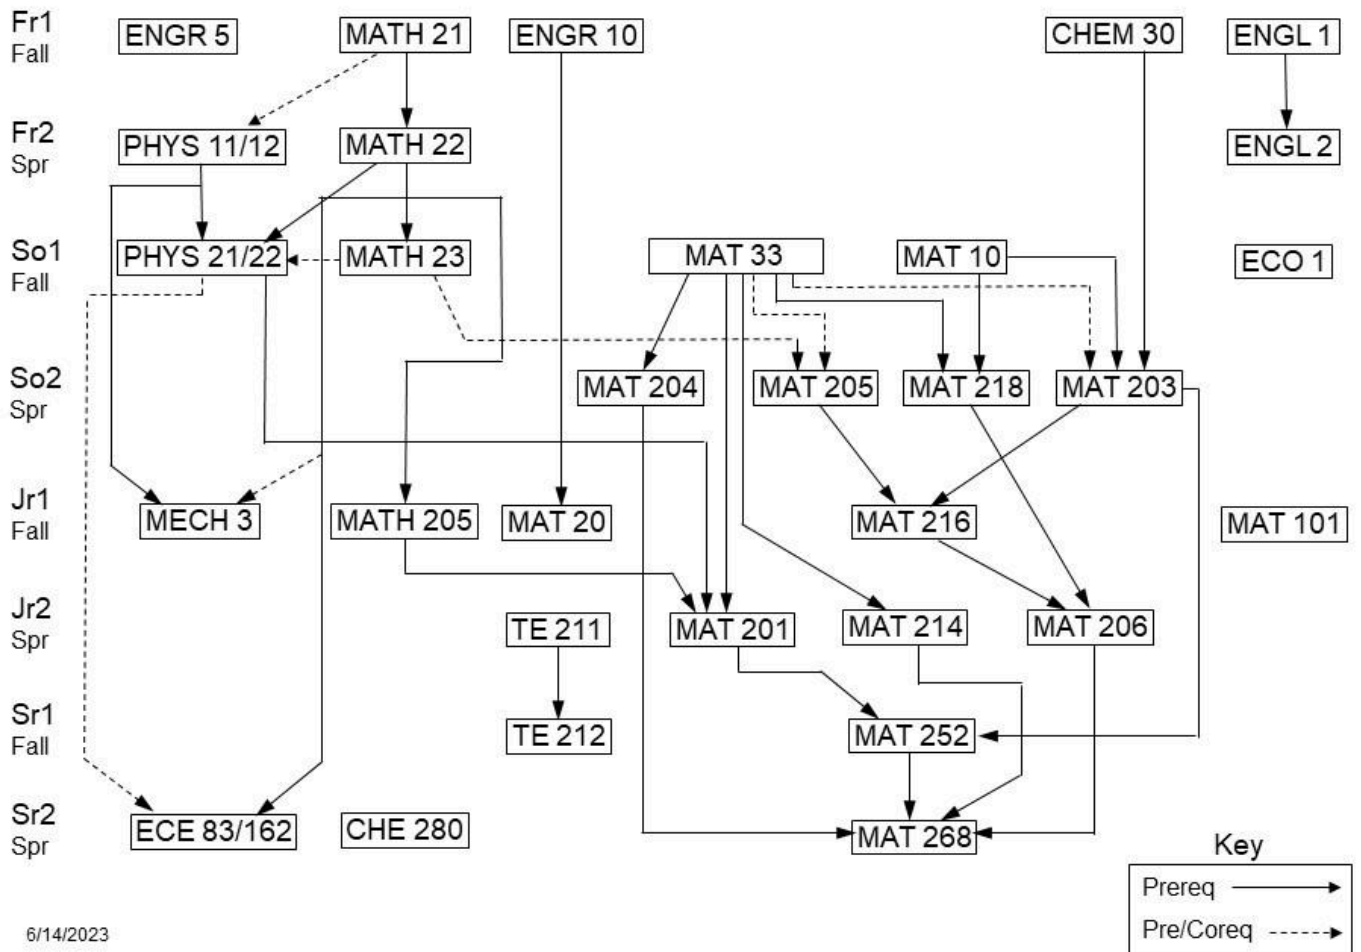 Fr1
Fall
ENGR 5
MATH 21
ENGR 10
CHEM 30
ENGL 1
Fr2
Spr
PHYS 11/12
MATH 22
ENGL 2
So1
Fall
PHYS 21/22
MATH 23
MAT 33
MAT 10
ECO 1
So2
Spr
MAT 204
MAT 205
MAT 218
MAT 203
Jr1
Fall
MECH 3
MATH 205
MAT 20
MAT 216
MAT 101
Jr2
Spr
TE 211
MAT 201
MAT 214
MAT 206
Sr1
Fall
TE 212
MAT 252
Sr2
Spr
ECE 83/162
CHE 280
MAT 268
Key
Prereq
Pre/Coreq
6/14/2023